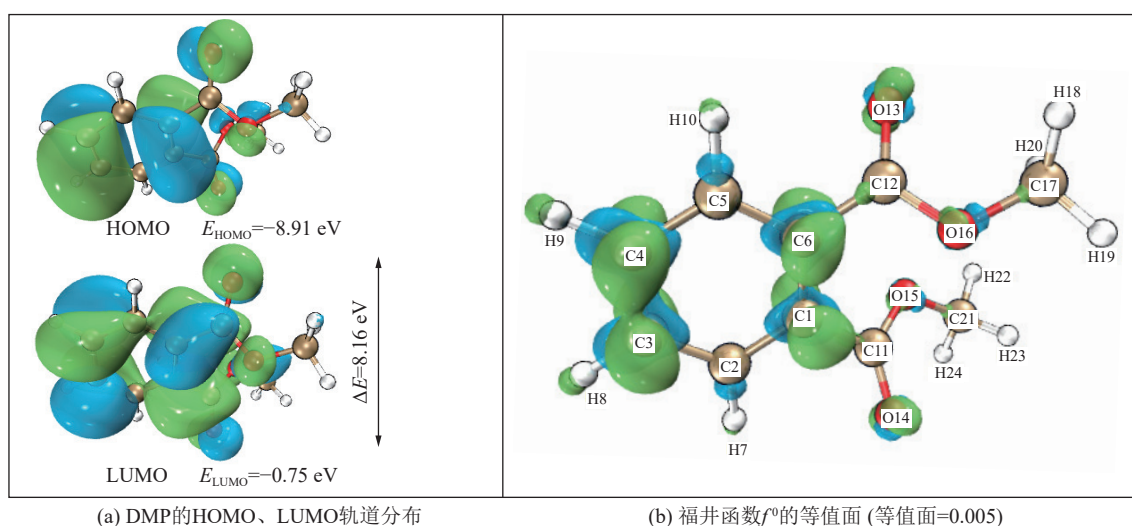 HOMO E_HOMO=−8.91 eV
ΔE=8.16 eV
LUMO E_LUMO=−0.75 eV
(a) DMP的HOMO、LUMO轨道分布
O13
H18
H10
H20
C12
C17
C5
H9
C6
O16
H19
C4
H22
O15
C1
C21
C3
C11
H23
C2
H24
H8
O14
H7
(b) 福井函数f⁰的等值面 (等值面=0.005)